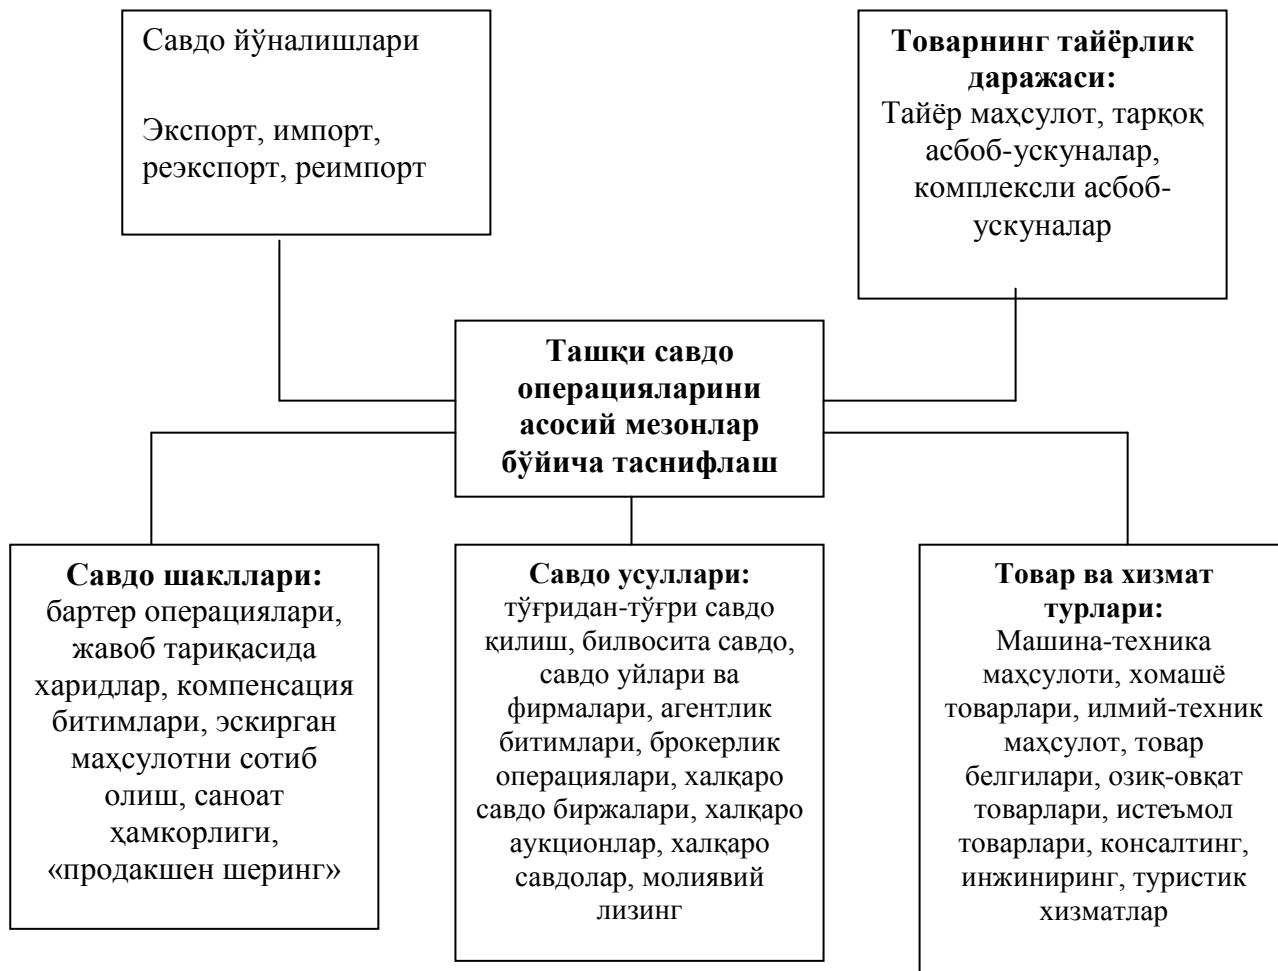 Савдо йўналишлари
Экспорт, импорт,
реэкспорт, реимпорт
Товарнинг тайёрлик
даражаси:
Тайёр маҳсулот, тарқоқ
асбоб-ускуналар,
комплексли асбоб-
ускуналар
Ташқи савдо
операцияларини
асосий мезонлар
бўйича таснифлаш
Савдо шакллари:
бартер операциялари,
жавоб тариқасида
харидлар, компенсация
битимлари, эскирган
маҳсулотни сотиб
олиш, саноат
ҳамкорлиги,
«продакшен шеринг»
Савдо усуллари:
тўғридан-тўғри савдо
қилиш, билвосита савдо,
савдо уйлари ва
фирмалари, агентлик
битимлари, брокерлик
операциялари, халқаро
савдо биржалари, халқаро
аукционлар, халқаро
савдолар, молиявий
лизинг
Товар ва хизмат
турлари:
Машина-техника
маҳсулоти, хомашё
товарлари, илмий-техник
маҳсулот, товар
белгилари, озиқ-овқат
товарлари, истеъмол
товарлари, консалтинг,
инжиниринг, туристик
хизматлар